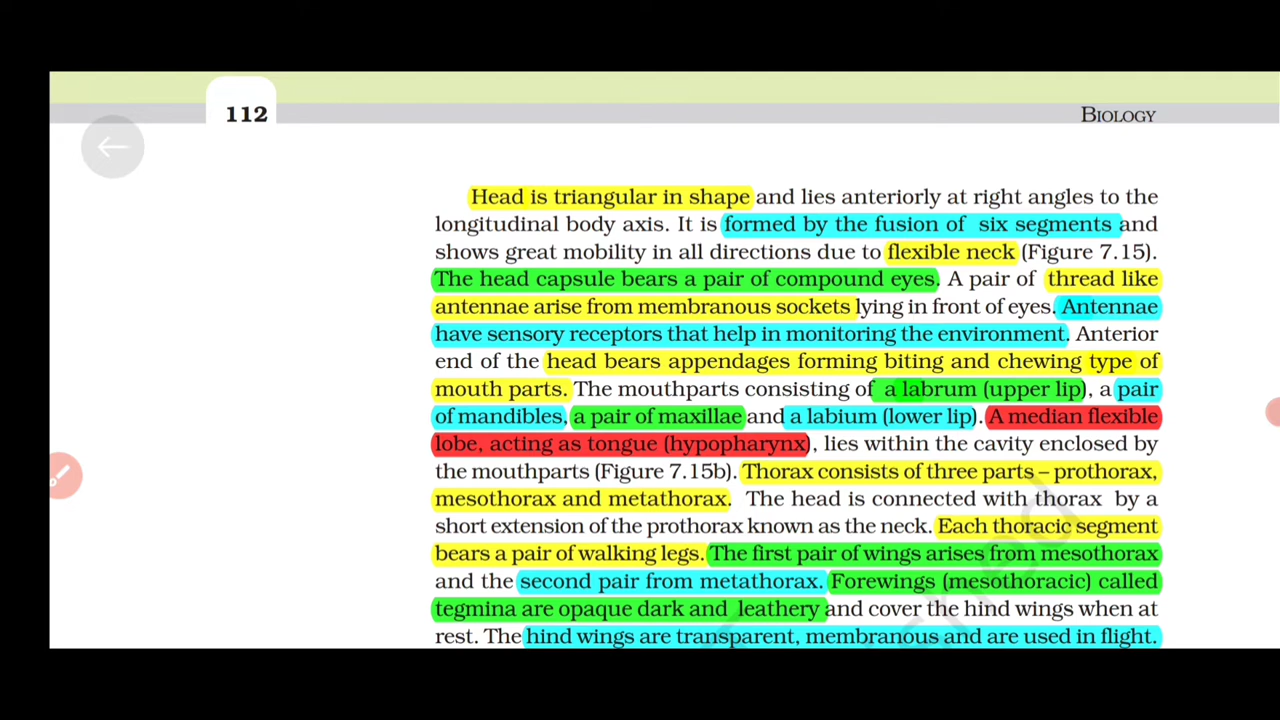 112
BIOLOGY
Head is triangular in shape and lies anteriorly at right angles to the
longitudinal body axis. It is formed by the fusion of six segments and
shows great mobility in all directions due to flexible neck (Figure 7.15).
The head capsule bears a pair of compound eyes. A pair of thread like
antennae arise from membranous sockets lying in front of eyes. Antennae
have sensory receptors that help in monitoring the environment. Anterior
end of the head bears appendages forming biting and chewing type of
mouth parts. The mouthparts consisting of a labrum (upper lip), a pair
of mandibles, a pair of maxillae and a labium (lower lip). A median flexible
lobe, acting as tongue (hypopharynx), lies within the cavity enclosed by
the mouthparts (Figure 7.15b). Thorax consists of three parts – prothorax,
mesothorax and metathorax. The head is connected with thorax by a
short extension of the prothorax known as the neck. Each thoracic segment
bears a pair of walking legs. The first pair of wings arises from mesothorax
and the second pair from metathorax. Forewings (mesothoracic) called
tegmina are opaque dark and leathery and cover the hind wings when at
rest. The hind wings are transparent, membranous and are used in flight.